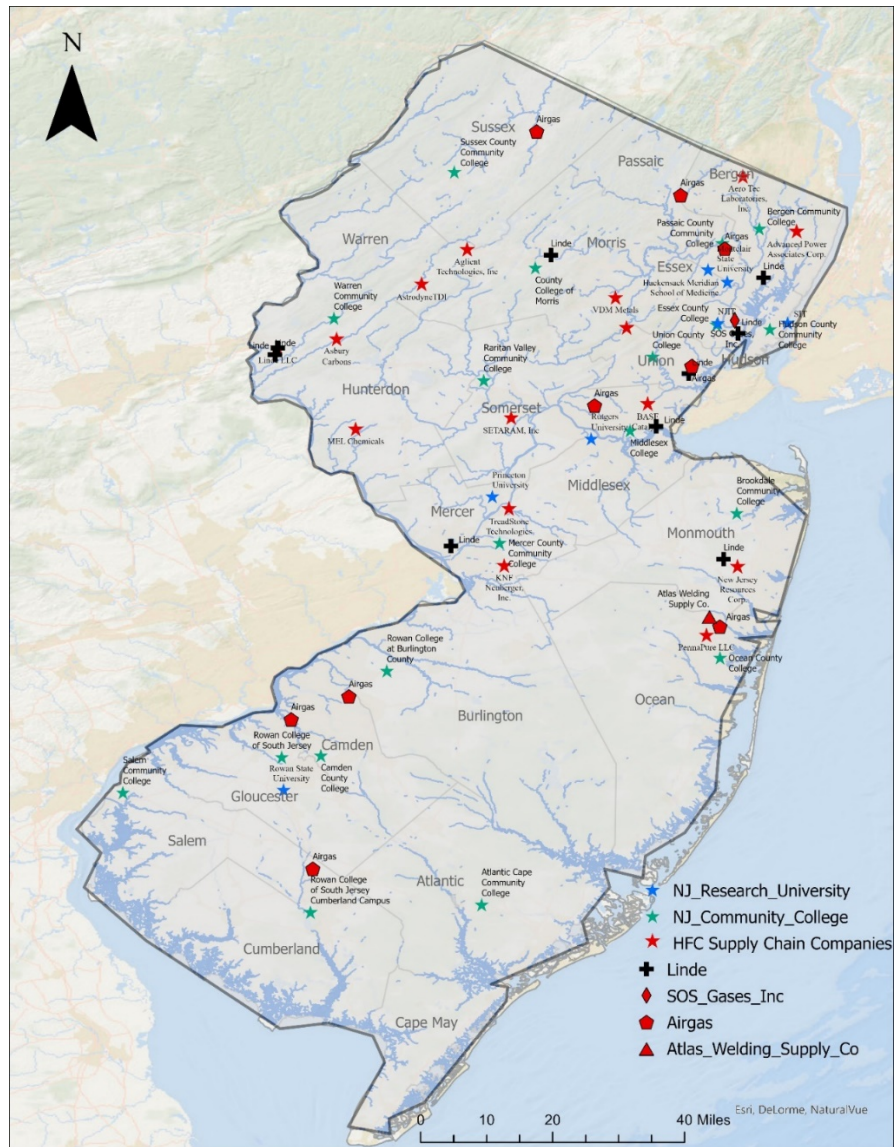 N
Sussex
Airgas
Sussex County
Community
College
Passaic
Bergen
Aero Tec
Laboratories,
Inc.
Airgas
Bergen Community
College
Passaic County
Community
College
Airgas
State
University
Advanced Power
Associates Corp.
Warren
Agilent
Technologies, Inc
Linde
Morris
Essex
Linde
County
College of
Morris
AstrodyneTDI
Hackensack Meridian
School of Medicine
VDM Metals
Essex County
College
NJIT
SIT
Linde
SOS Gases,
Inc
Hudson County
Community
College
Warren
Community
College
Linde
Linde
Linde LLC
Asbury
Carbons
Union County
College
Union
Linde
Airgas
Hudson
Raritan Valley
Community
College
Hunterdon
Somerset
SETARAM, Inc
Airgas
Rutgers
University
BASF
Linde
Middlesex
College
MEL Chemicals
Middlesex
Princeton
University
Mercer
TreadStone
Technologies,
Linde
Mercer County
Community
College
KNF
Neuberger,
Inc.
Brookdale
Community
College
Monmouth
Linde
New Jersey
Resources
Corp.
Atlas Welding
Supply Co.
Airgas
PermaPure LLC
Ocean County
College
Ocean
Rowan College
at Burlington
County
Airgas
Burlington
Airgas
Rowan College
of South Jersey
Camden
Rowan State
University
Camden
County
College
Salem
Community
College
Gloucester
Salem
Airgas
Rowan College
of South Jersey
Cumberland Campus
Atlantic
Atlantic Cape
Community
College
Cumberland
Cape May
NJ_Research_University
NJ_Community_College
HFC Supply Chain Companies
Linde
SOS_Gases_Inc
Airgas
Atlas_Welding_Supply_Co
Esri, DeLorme, NaturalVue
0 10 20 40 Miles